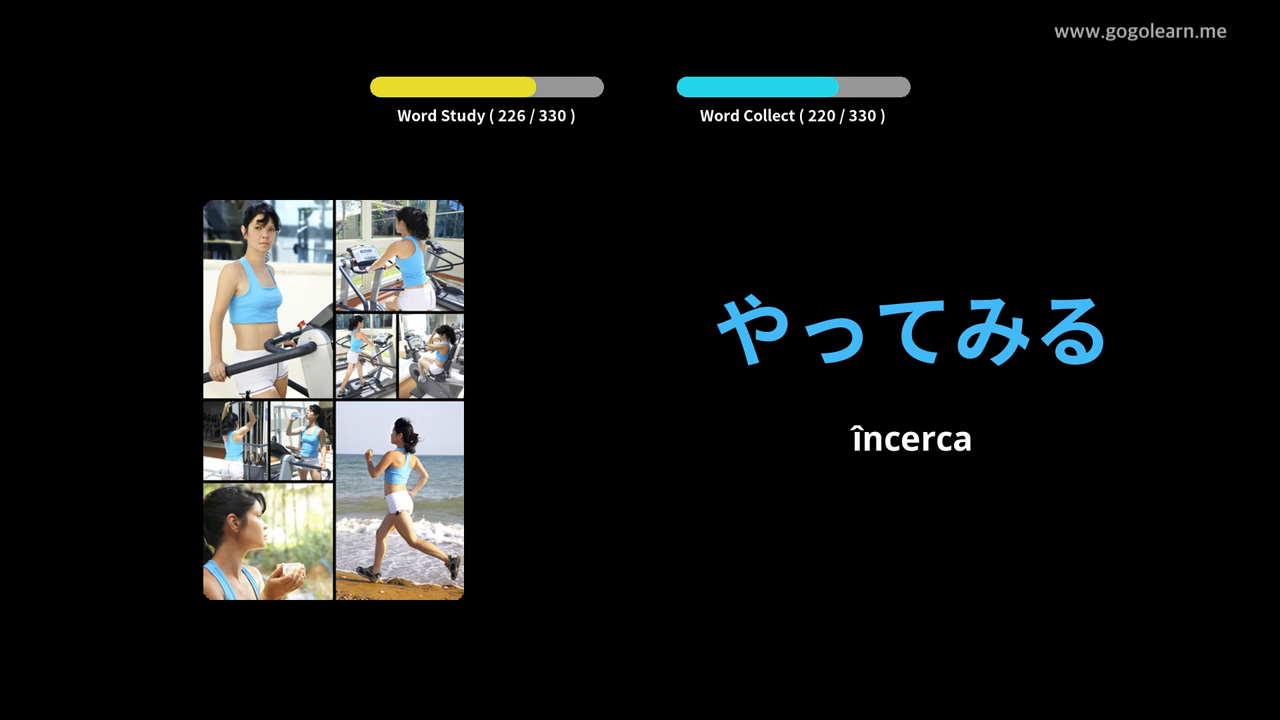 www.gogolearn.me
Word Study ( 226 / 330 )
Word Collect ( 220 / 330 )
やってみる
încerca